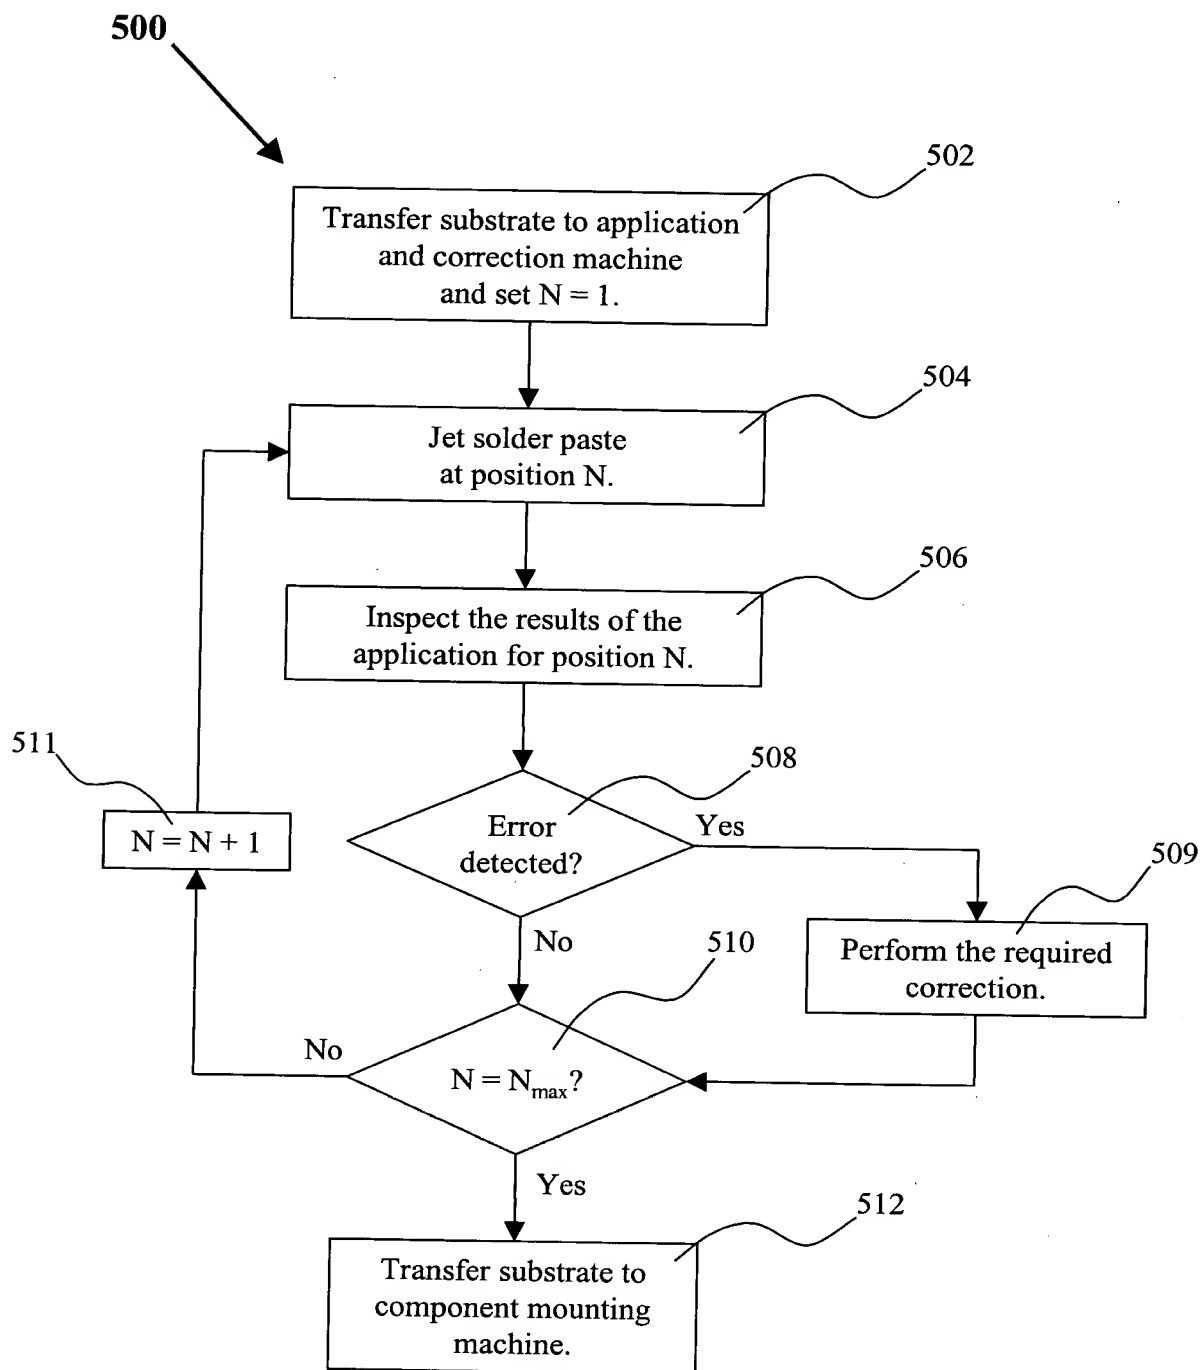 500
502
Transfer substrate to application
and correction machine
and set N = 1.
504
Jet solder paste
at position N.
506
Inspect the results of the
application for position N.
511
508
N = N + 1
Error
detected?
Yes
509
No
510
Perform the required
correction.
No
N = Nmax?
Yes
512
Transfer substrate to
component mounting
machine.